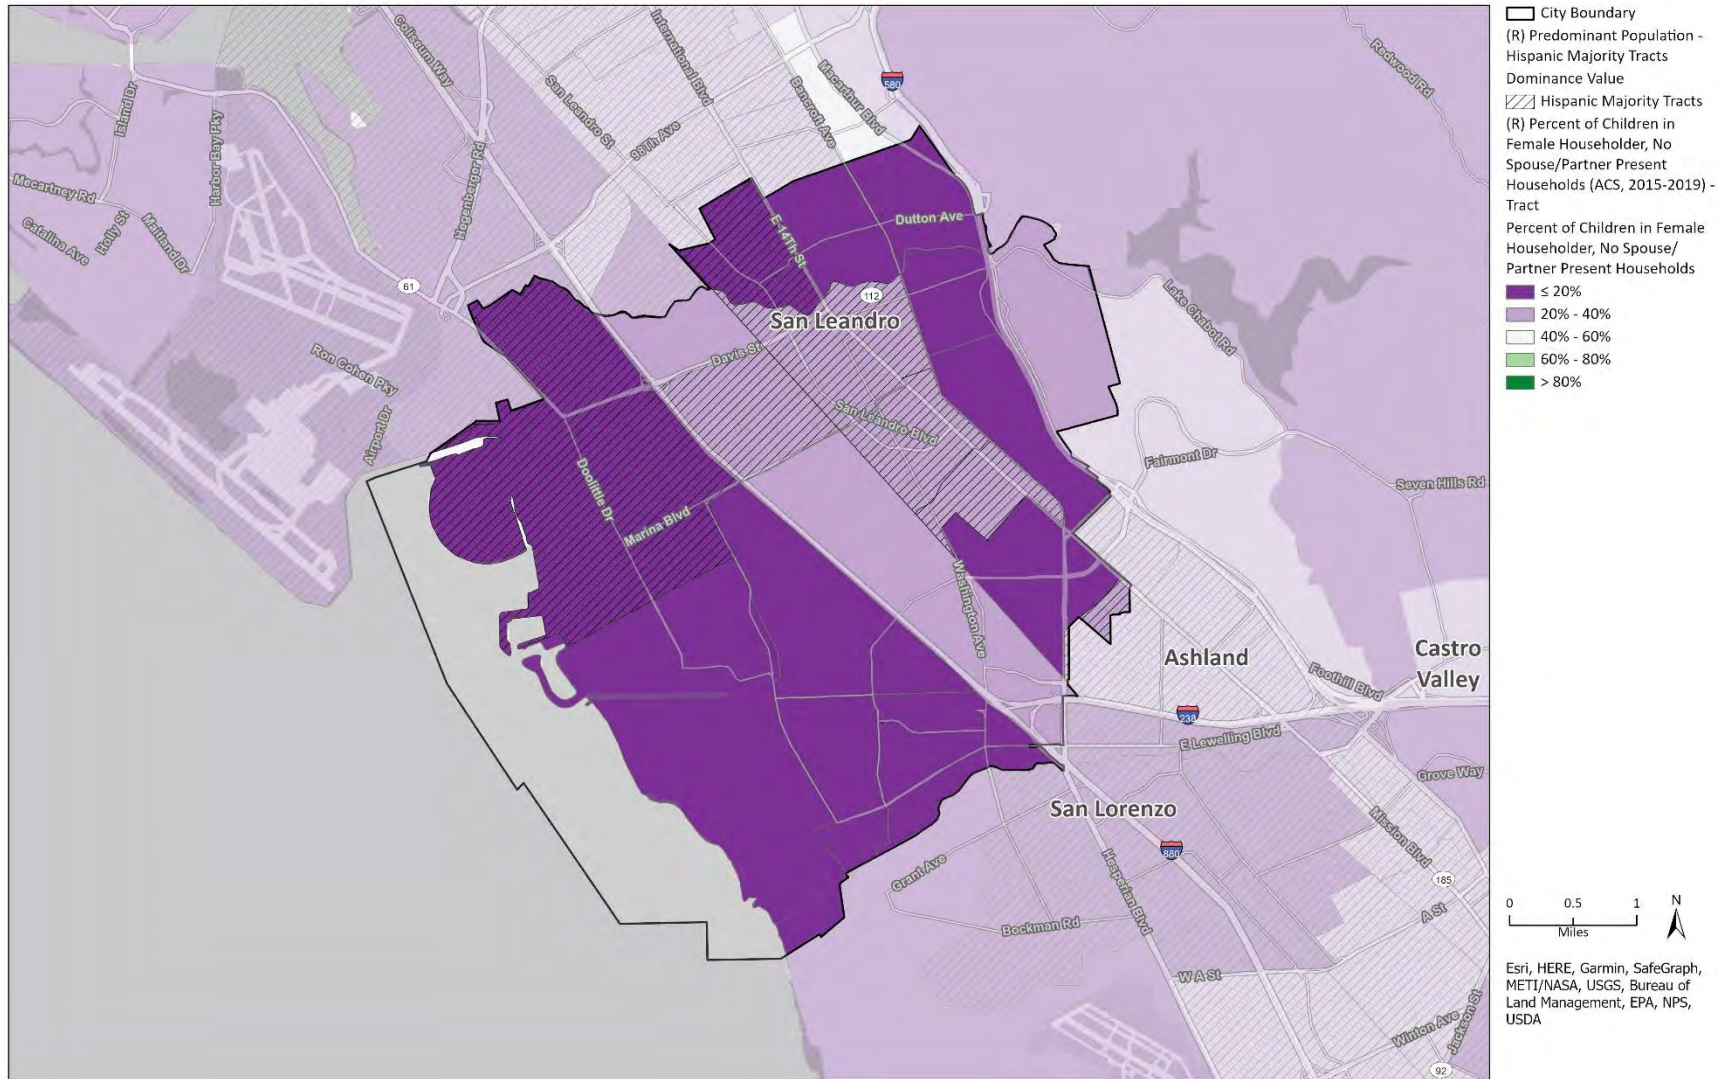 Island Dr
Harbor Bay Pky
Mecartney Rd
Holly St
Maitland Dr
Catalina Ave
Coliseum Way
Hegenberger Rd
San Leandro St
98Th Ave
International Blvd
Bancroft Ave
Macarthur Blvd
580
Redwood Rd
61
E 14Th St
Dutton Ave
112
San Leandro
Lake Chabot Rd
Davis St
Ron Cohen Pky
Airport Dr
San Leandro Blvd
Doolittle Dr
Marina Blvd
Fairmont Dr
Seven Hills Rd
Washington Ave
Ashland
Castro
Valley
Foothill Blvd
238
E Lewelling Blvd
Grove Way
San Lorenzo
Mission Blvd
880
Grant Ave
Hesperian Blvd
185
A St
Bockman Rd
W A St
Winton Ave
Jackson St
92
City Boundary
(R) Predominant Population -
Hispanic Majority Tracts
Dominance Value
Hispanic Majority Tracts
(R) Percent of Children in
Female Householder, No
Spouse/Partner Present
Households (ACS, 2015-2019) -
Tract
Percent of Children in Female
Householder, No Spouse/
Partner Present Households
≤ 20%
20% - 40%
40% - 60%
60% - 80%
> 80%
0 0.5 1
Miles
N
Esri, HERE, Garmin, SafeGraph,
METI/NASA, USGS, Bureau of
Land Management, EPA, NPS,
USDA